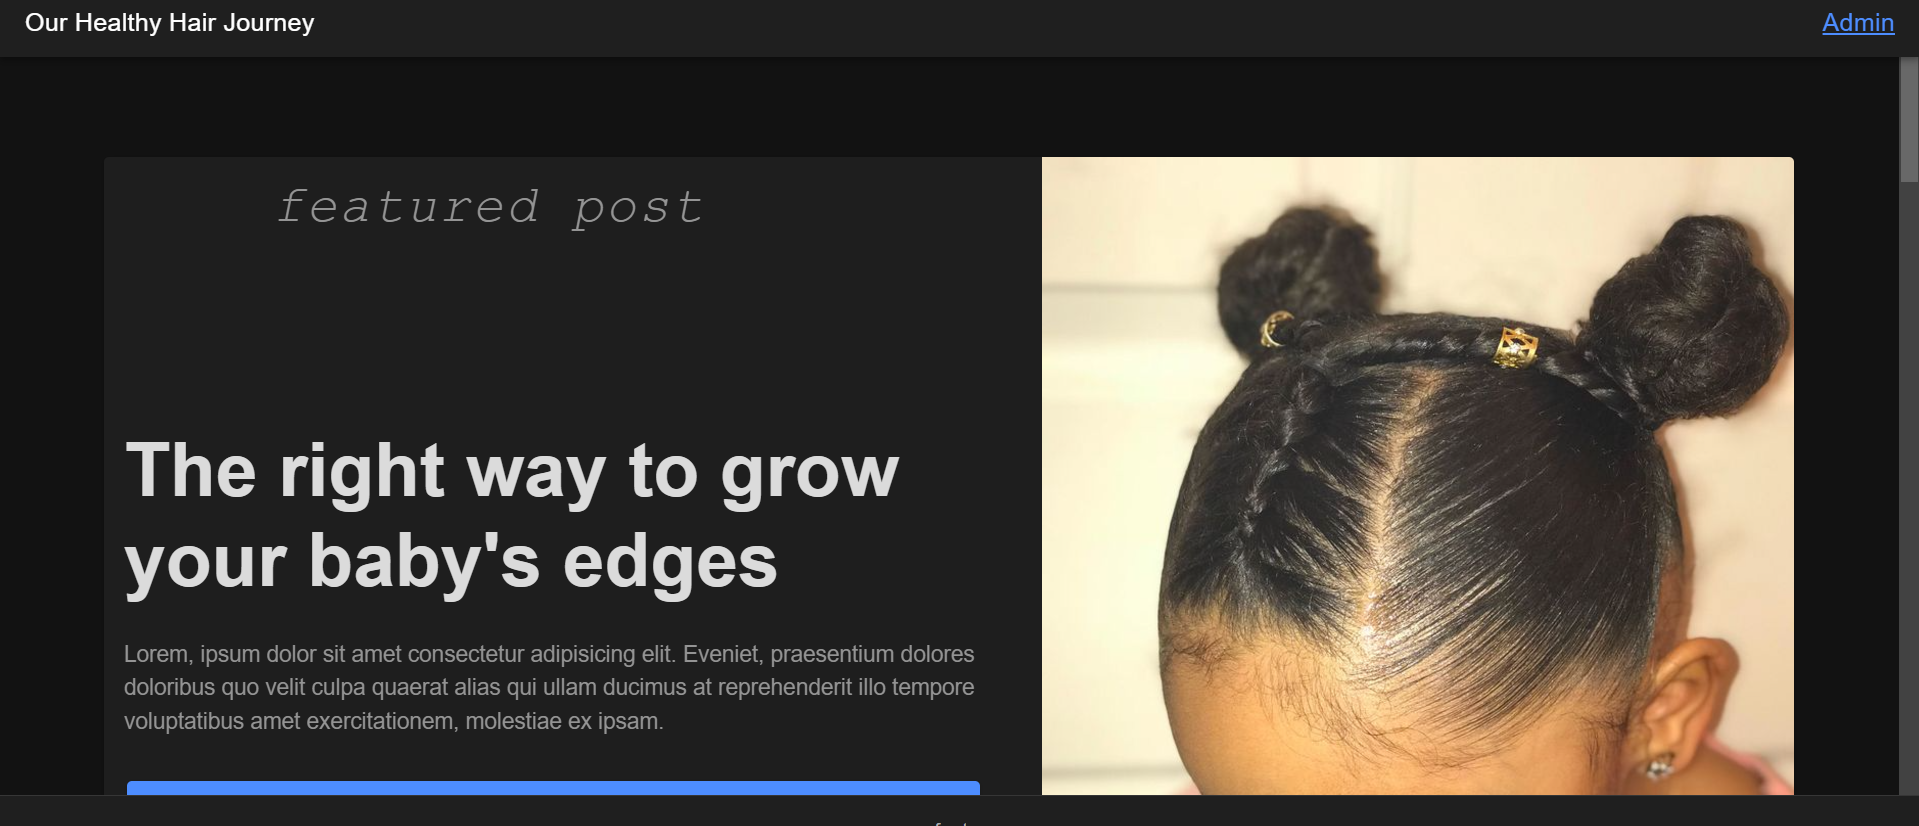 Our Healthy Hair Journey
Admin
featured post
The right way to grow
your baby's edges
Lorem, ipsum dolor sit amet consectetur adipisicing elit. Eveniet, praesentium dolores
doloribus quo velit culpa quaerat alias qui ullam ducimus at reprehenderit illo tempore
voluptatibus amet exercitationem, molestiae ex ipsam.